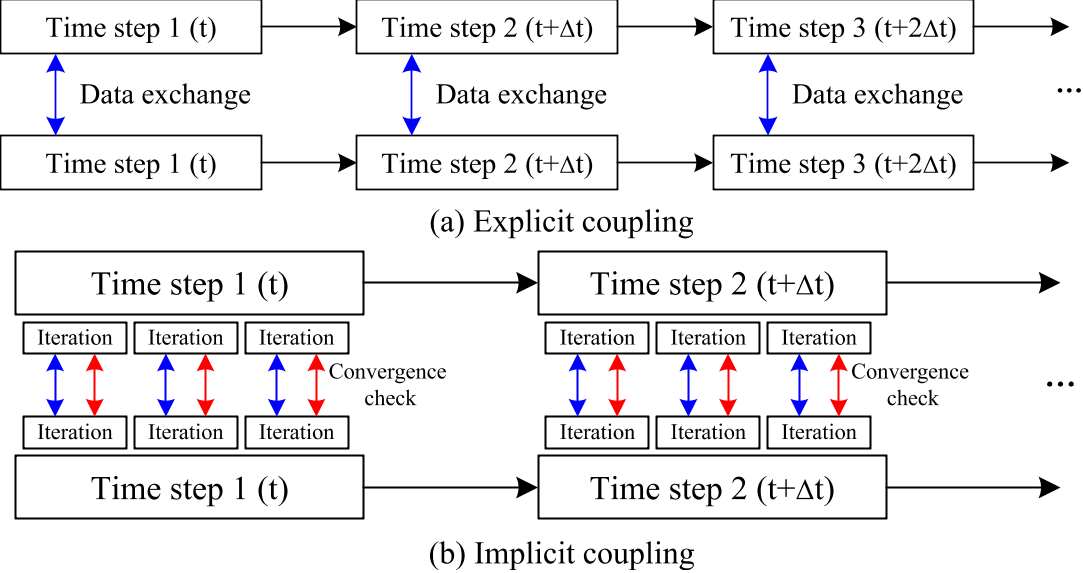 Time step 1 (t)
Time step 2 (t+Δt)
Time step 3 (t+2Δt)
Data exchange
Data exchange
Data exchange
...
Time step 1 (t)
Time step 2 (t+Δt)
Time step 3 (t+2Δt)
(a) Explicit coupling
Time step 1 (t)
Time step 2 (t+Δt)
Iteration
Iteration
Iteration
Iteration
Iteration
Iteration
Convergence
check
Convergence
check
...
Iteration
Iteration
Iteration
Iteration
Iteration
Iteration
Time step 1 (t)
Time step 2 (t+Δt)
(b) Implicit coupling